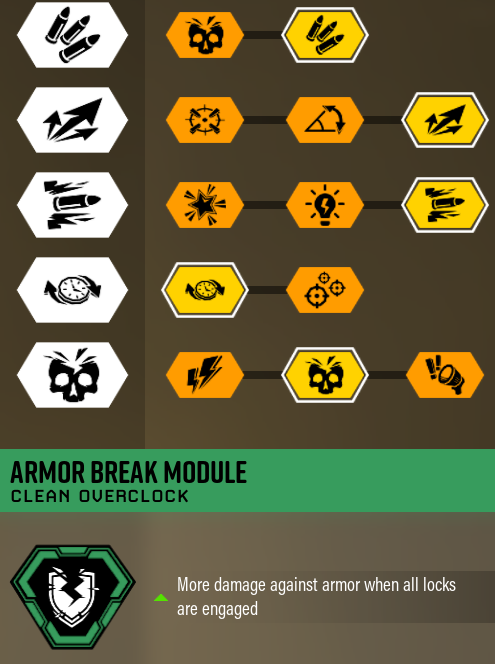 ARMOR BREAK MODULE
CLEAN OVERCLOCK
More damage against armor when all locks
are engaged